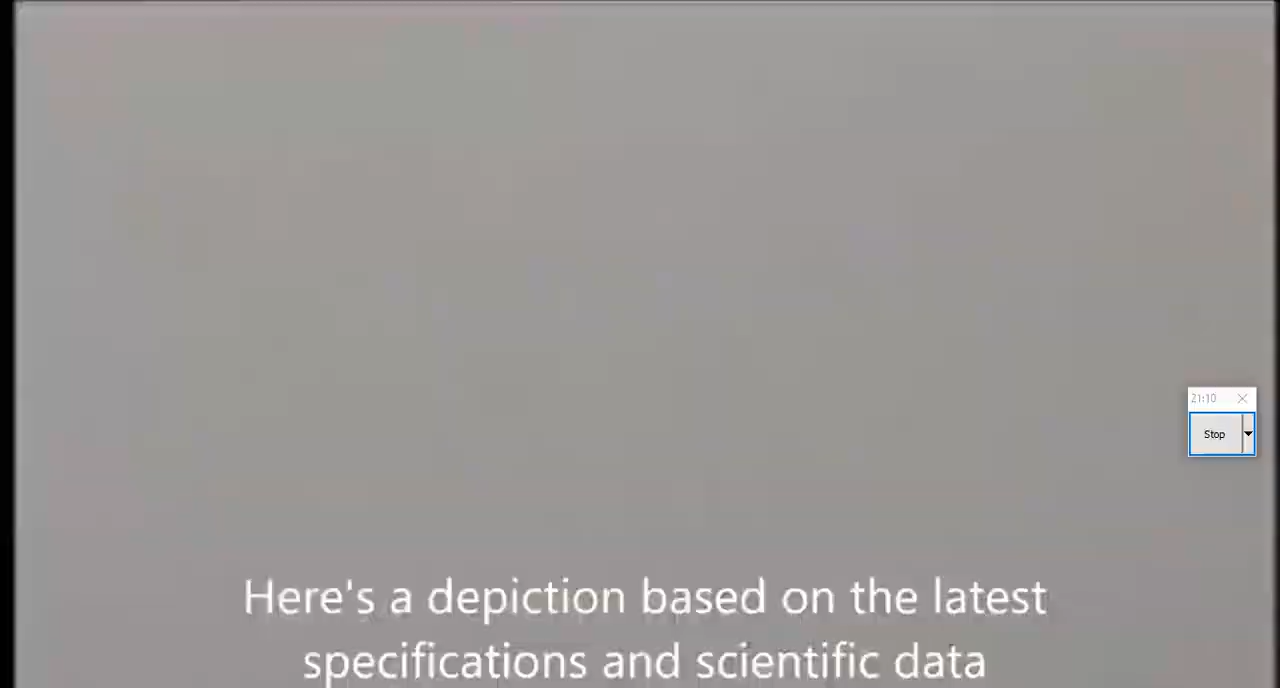 21:10
Stop
Here's a depiction based on the latest
specifications and scientific data